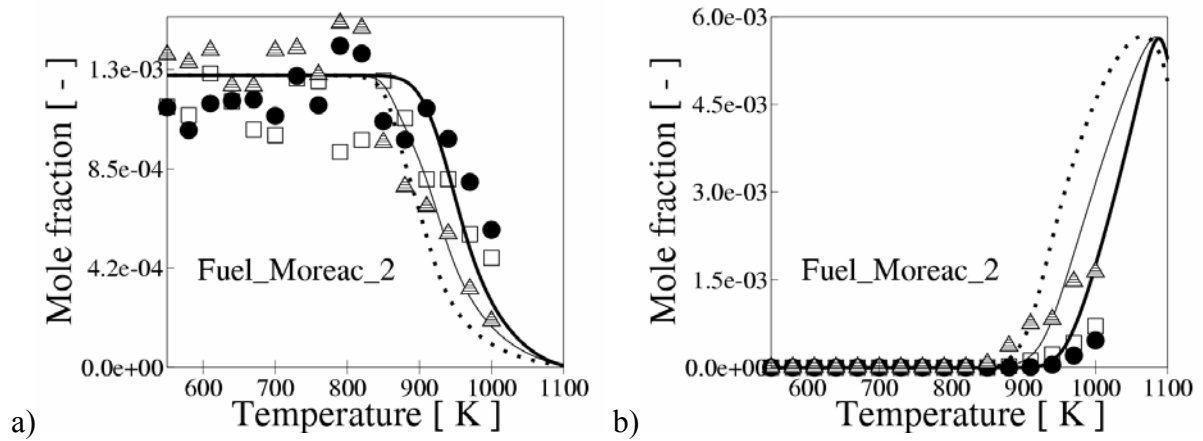 Mole fraction [ - ]
1.3e-03
8.5e-04
4.2e-04
0.0e+00
Fuel_Moreac_2
600 700 800 900 1000 1100
Temperature [ K ]
a)
Mole fraction [ - ]
6.0e-03
4.5e-03
3.0e-03
1.5e-03
0.0e+00
Fuel_Moreac_2
600 700 800 900 1000 1100
Temperature [ K ]
b)